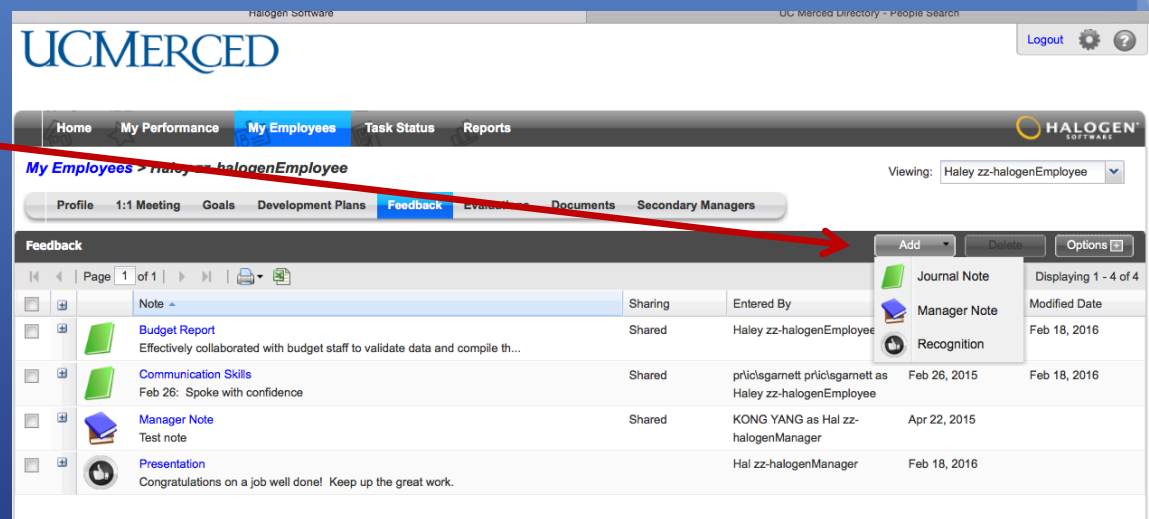 Halogen Software UC Merced Directory - People Search
UCMERCED
Logout
Home My Performance My Employees Task Status Reports
HALOGEN
SOFTWARE
My Employees > Haley zz-halogenEmployee
Viewing: Haley zz-halogenEmployee
Profile 1:1 Meeting Goals Development Plans Feedback Evaluations Documents Secondary Managers
Feedback Add Delete Options
Page 1 of 1 Displaying 1 - 4 of 4
Journal Note
Manager Note
Recognition
Note Sharing Entered By Modified Date
Budget Report Shared Haley zz-halogenEmployee Feb 18, 2016
Effectively collaborated with budget staff to validate data and compile th...
Communication Skills Shared pr\ic\sgarnett pr\ic\sgarnett as Feb 26, 2015 Feb 18, 2016
Feb 26: Spoke with confidence Haley zz-halogenEmployee
Manager Note Shared KONG YANG as Hal zz- Apr 22, 2015
Test note halogenManager
Presentation Hal zz-halogenManager Feb 18, 2016
Congratulations on a job well done! Keep up the great work.